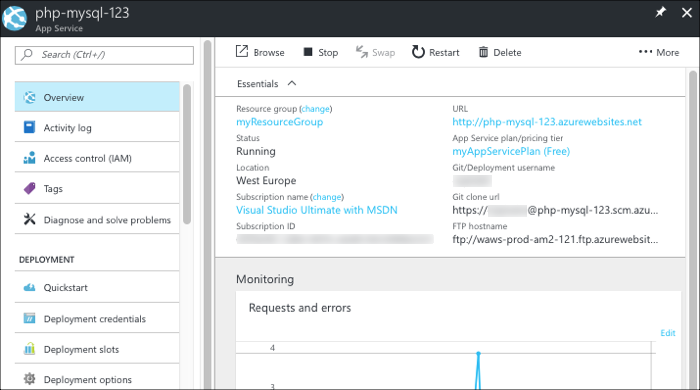 php-mysql-123
App Service
Search (Ctrl+/)
Overview
Activity log
Access control (IAM)
Tags
Diagnose and solve problems
DEPLOYMENT
Quickstart
Deployment credentials
Deployment slots
Deployment options
Browse Stop Swap Restart Delete ••• More
Essentials
Resource group (change)
myResourceGroup
Status
Running
Location
West Europe
Subscription name (change)
Visual Studio Ultimate with MSDN
Subscription ID
URL
http://php-mysql-123.azurewebsites.net
App Service plan/pricing tier
myAppServicePlan (Free)
Git/Deployment username
Git clone url
https:// @php-mysql-123.scm.azu...
FTP hostname
ftp://waws-prod-am2-121.ftp.azurewebsit...
Monitoring
Requests and errors
Edit
4
3